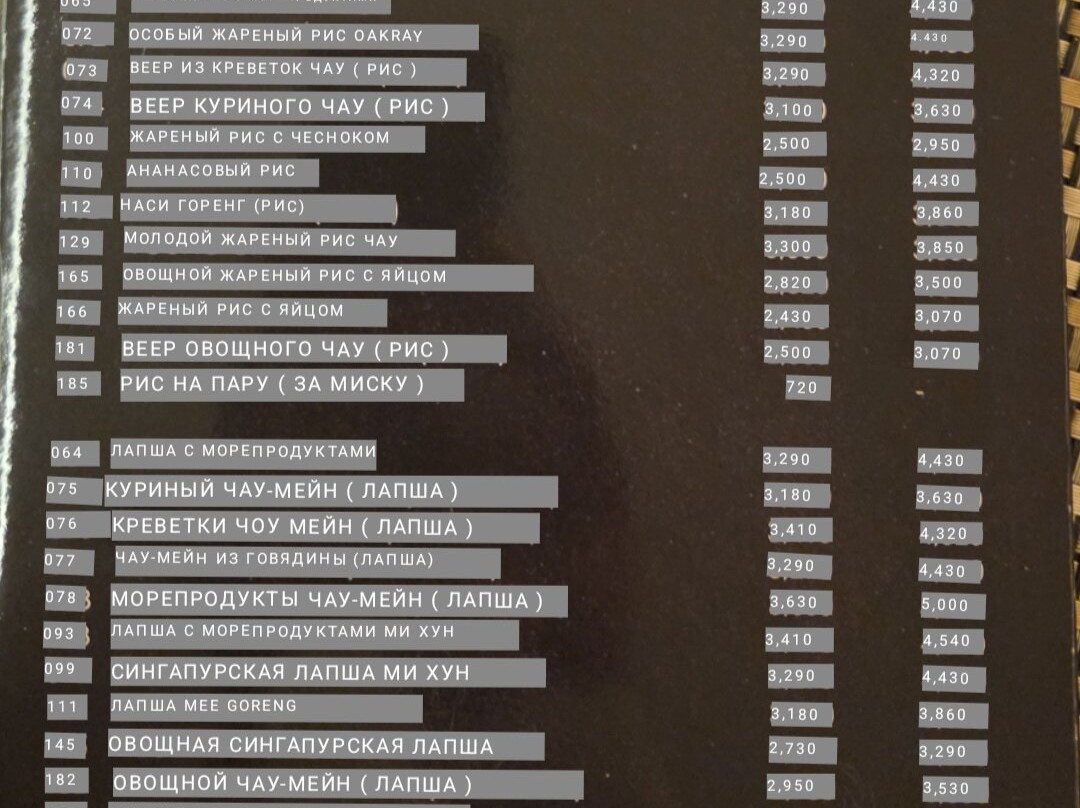 065 3,290 4,430
072 ОСОБЫЙ ЖАРЕНЫЙ РИС OAKRAY 3,290 4.430
073 ВЕЕР ИЗ КРЕВЕТОК ЧАУ ( РИС ) 3,290 4,320
074 ВЕЕР КУРИНОГО ЧАУ ( РИС ) 3,100 3,630
100 ЖАРЕНЫЙ РИС С ЧЕСНОКОМ 2,500 2,950
110 АНАНАСОВЫЙ РИС 2,500 4,430
112 НАСИ ГОРЕНГ (РИС) 3,180 3,860
129 МОЛОДОЙ ЖАРЕНЫЙ РИС ЧАУ 3,300 3,850
165 ОВОЩНОЙ ЖАРЕНЫЙ РИС С ЯЙЦОМ 2,820 3,500
166 ЖАРЕНЫЙ РИС С ЯЙЦОМ 2,430 3,070
181 ВЕЕР ОВОЩНОГО ЧАУ ( РИС ) 2,500 3,070
185 РИС НА ПАРУ ( ЗА МИСКУ ) 720
064 ЛАПША С МОРЕПРОДУКТАМИ 3,290 4,430
075 КУРИНЫЙ ЧАУ-МЕЙН ( ЛАПША ) 3,180 3,630
076 КРЕВЕТКИ ЧОУ МЕЙН ( ЛАПША ) 3,410 4,320
077 ЧАУ-МЕЙН ИЗ ГОВЯДИНЫ (ЛАПША) 3,290 4,430
078 МОРЕПРОДУКТЫ ЧАУ-МЕЙН ( ЛАПША ) 3,630 5,000
093 ЛАПША С МОРЕПРОДУКТАМИ МИ ХУН 3,410 4,540
099 СИНГАПУРСКАЯ ЛАПША МИ ХУН 3,290 4,430
111 ЛАПША MEE GORENG 3,180 3,860
145 ОВОЩНАЯ СИНГАПУРСКАЯ ЛАПША 2,730 3,290
182 ОВОЩНОЙ ЧАУ-МЕЙН ( ЛАПША ) 2,950 3,530